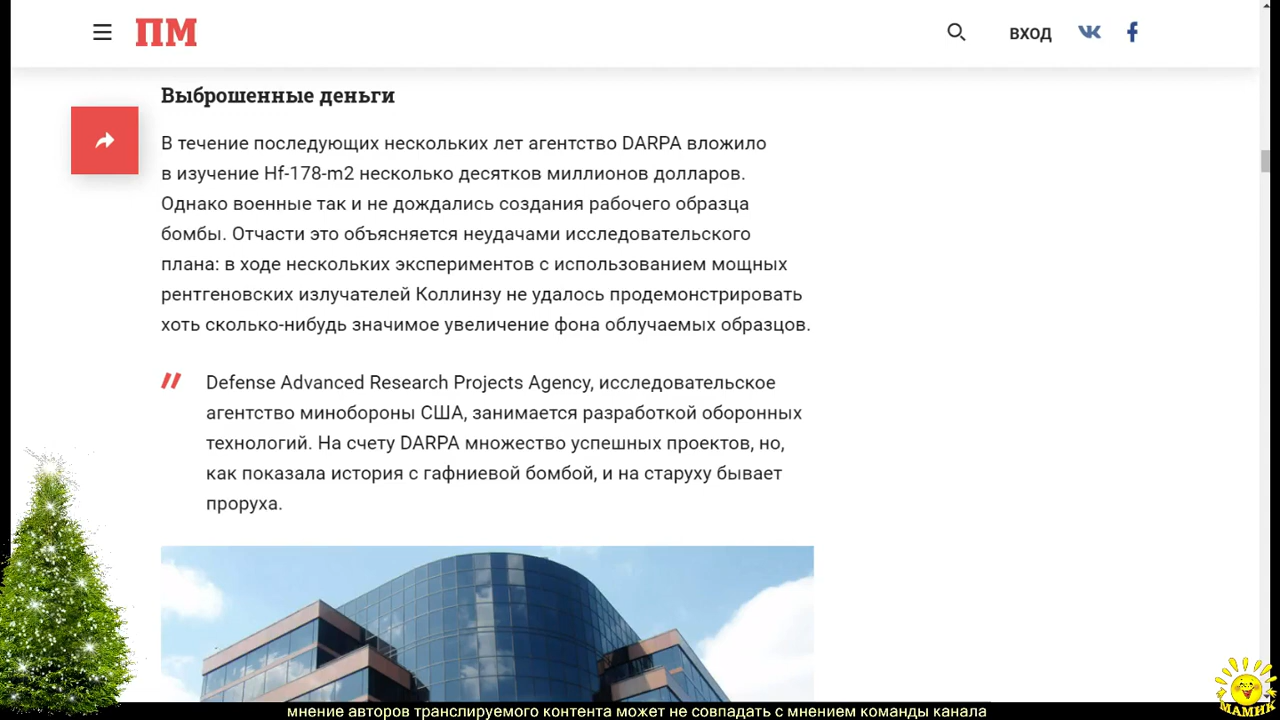 ПМ
ВХОД
Выброшенные деньги
В течение последующих нескольких лет агентство DARPA вложило
в изучение Hf-178-m2 несколько десятков миллионов долларов.
Однако военные так и не дождались создания рабочего образца
бомбы. Отчасти это объясняется неудачами исследовательского
плана: в ходе нескольких экспериментов с использованием мощных
рентгеновских излучателей Коллинзу не удалось продемонстрировать
хоть сколько-нибудь значимое увеличение фона облучаемых образцов.
Defense Advanced Research Projects Agency, исследовательское
агентство минобороны США, занимается разработкой оборонных
технологий. На счету DARPA множество успешных проектов, но,
как показала история с гафниевой бомбой, и на старуху бывает
проруха.
МАМИК
мнение авторов транслируемого контента может не совпадать с мнением команды канала